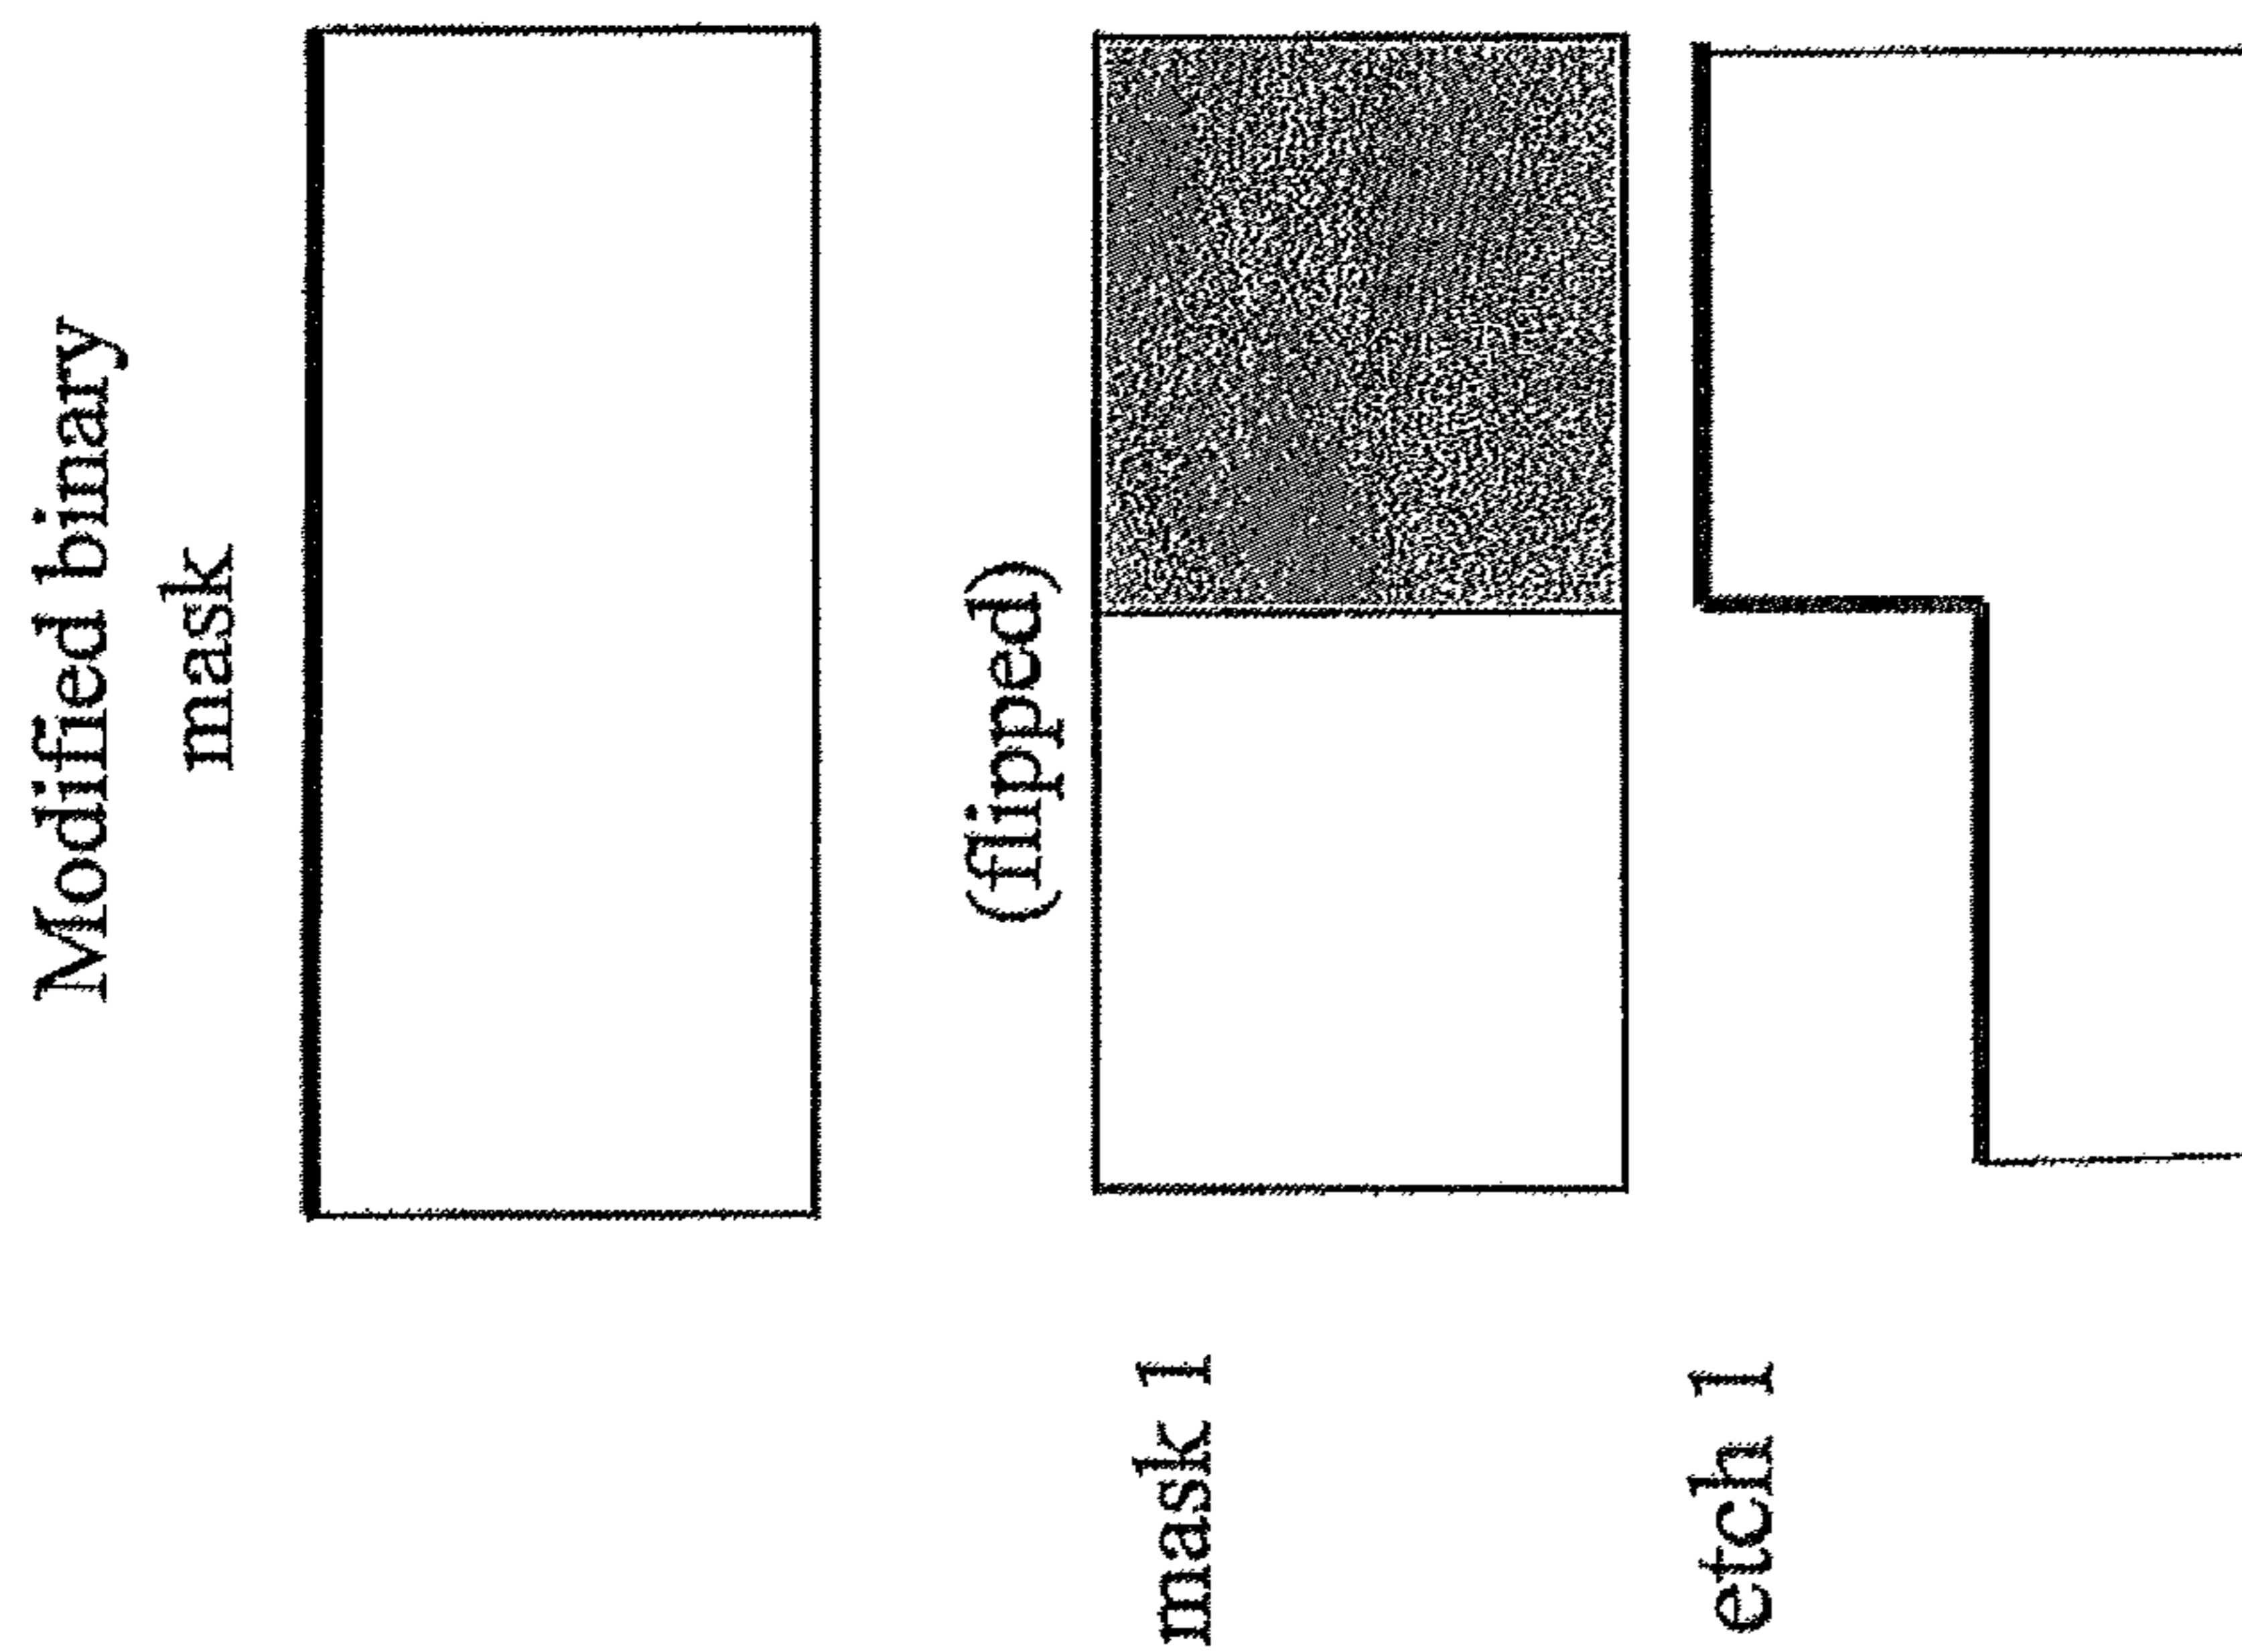 Modified binary
mask
(flipped)
mask 1
etch 1